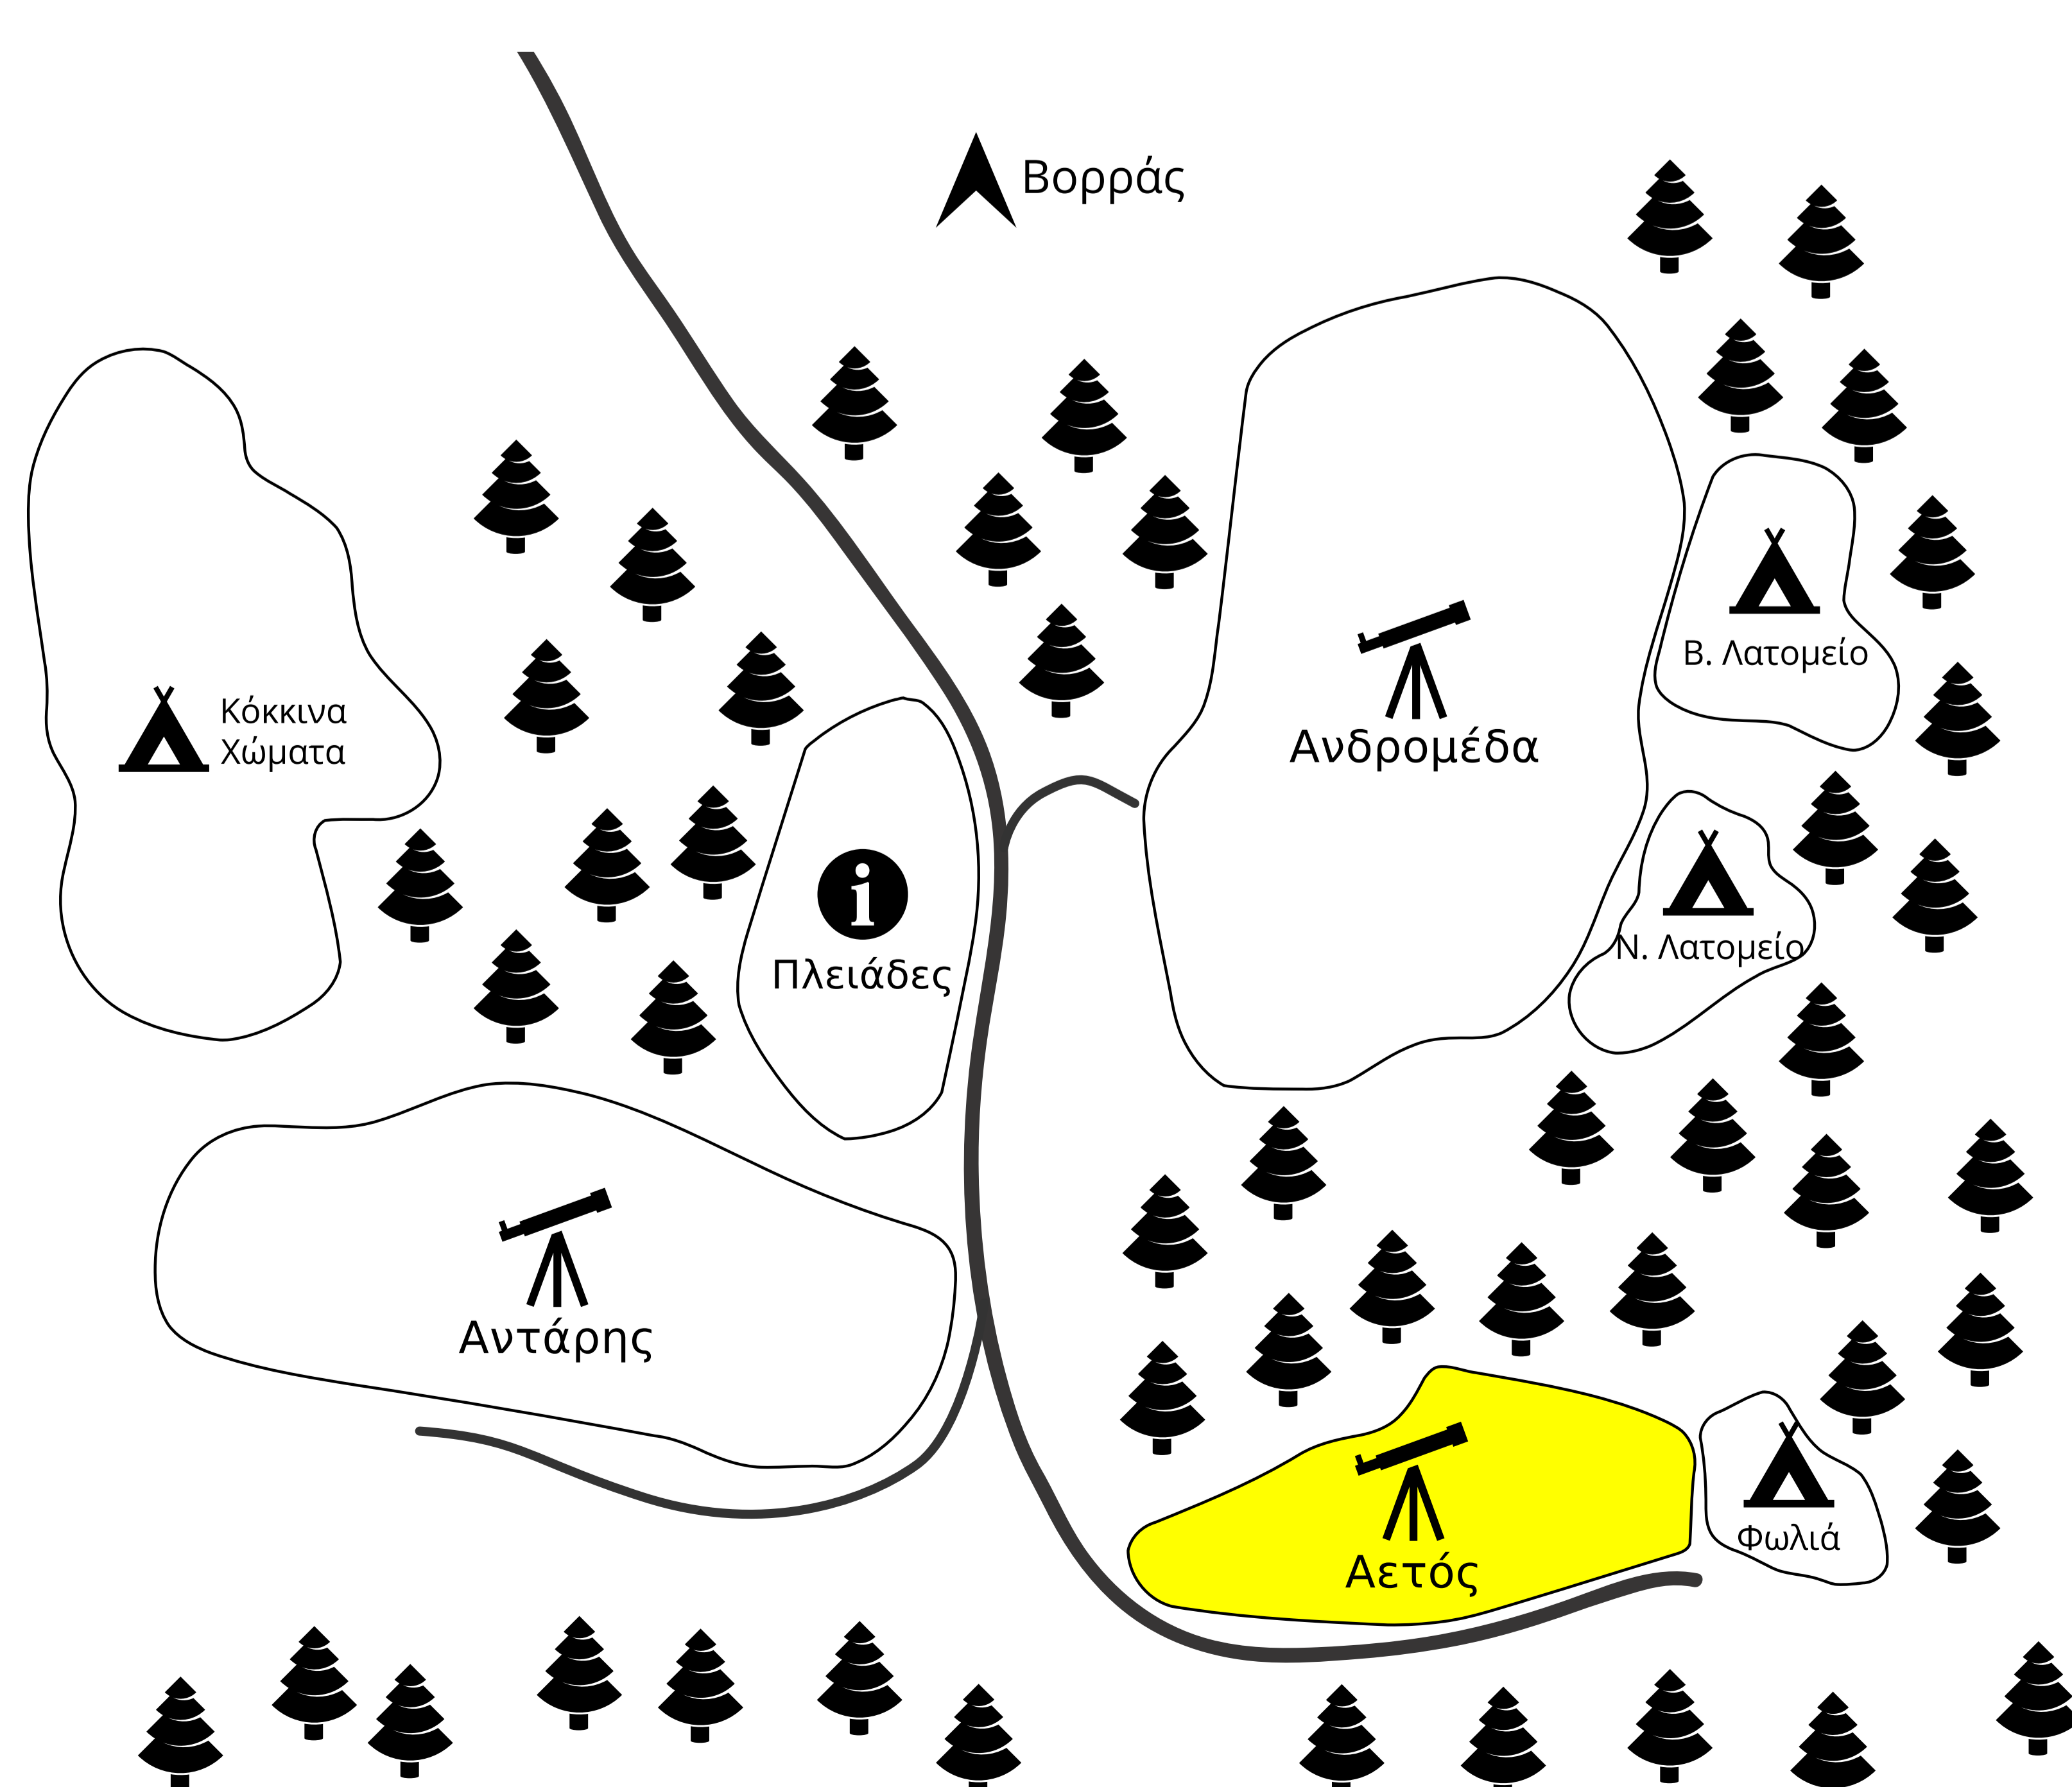 Βορράς
Β. Λατομείο
Κόκκινα
Χώματα
Ανδρομέδα
Ν. Λατομείο
i
Πλειάδες
Αντάρης
Φωλιά
Αετός